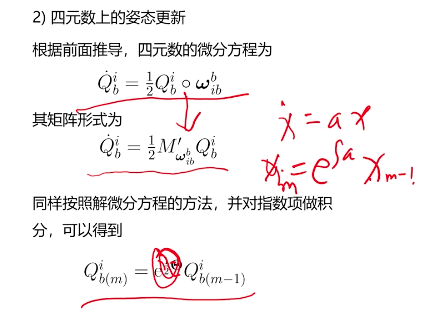 2) 四元数上的姿态更新
根据前面推导，四元数的微分方程为
$\dot{Q}_b^i = \frac{1}{2} Q_b^i \circ \boldsymbol{\omega}_{ib}^b$
其矩阵形式为
$\dot{Q}_b^i = \frac{1}{2} M'_{\boldsymbol{\omega}_{ib}^b} Q_b^i$
$\dot{x} = a x$
$x_m = e^{\int a} x_{m-1}$
同样按照解微分方程的方法，并对指数项做积
分，可以得到
$Q_{b(m)}^i = e Q_{b(m-1)}^i$